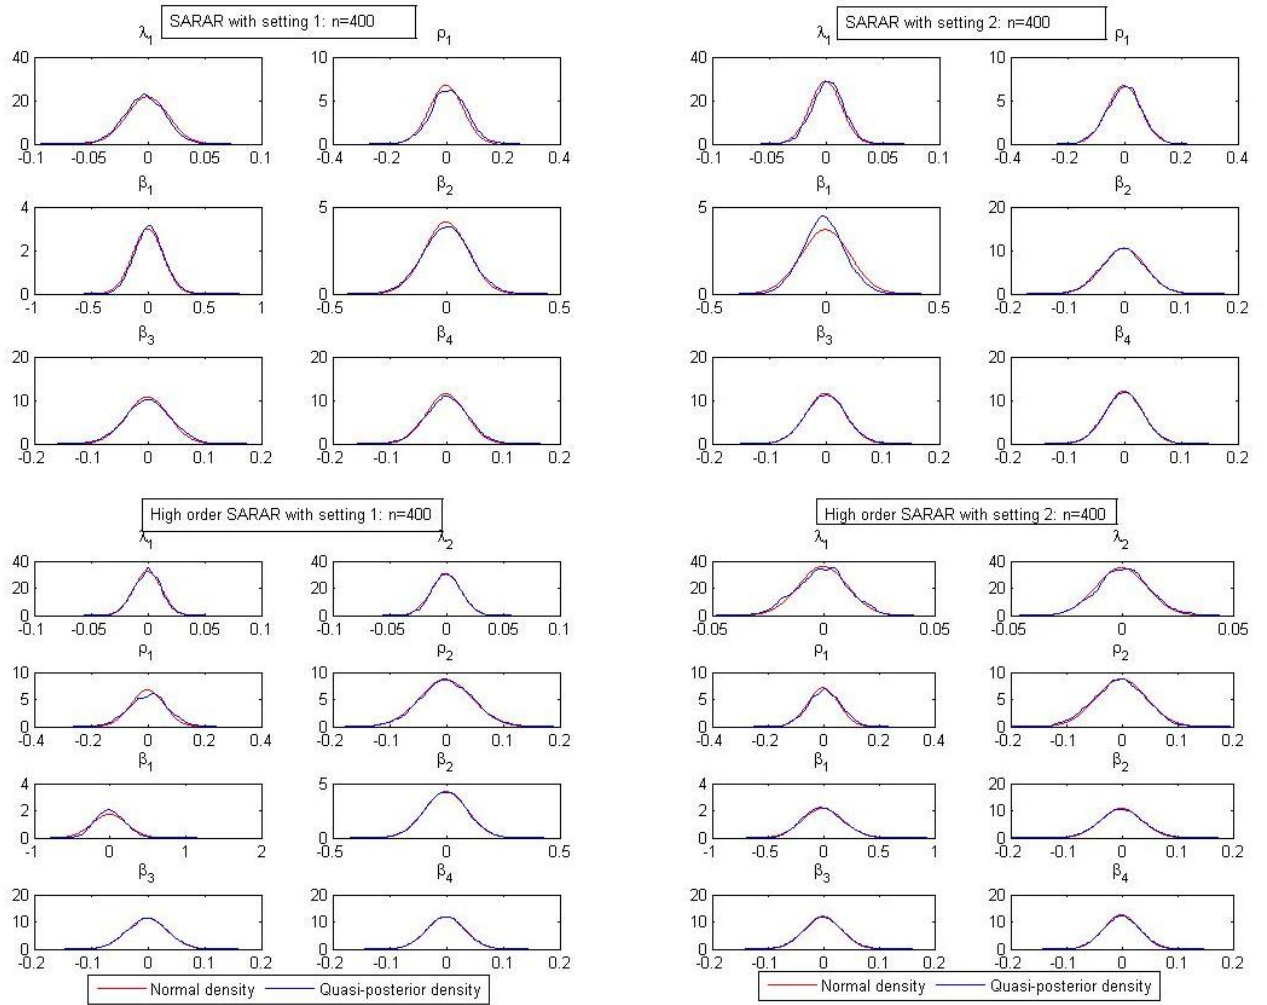 SARAR with setting 1: n=400
λ1 ρ1
40 10
20 5
0 0
-0.1 -0.05 0 0.05 0.1 -0.4 -0.2 0 0.2 0.4
β1 β2
4 5
2
0 0
-1 -0.5 0 0.5 1 -0.5 0 0.5
β3 β4
20 20
10 10
0 0
-0.2 -0.1 0 0.1 0.2 -0.2 -0.1 0 0.1 0.2
SARAR with setting 2: n=400
λ1 ρ1
40 10
20 5
0 0
-0.1 -0.05 0 0.05 0.1 -0.4 -0.2 0 0.2 0.4
β1 β2
5 20
10
0 0
-0.5 0 0.5 -0.2 -0.1 0 0.1 0.2
β3 β4
20 20
10 10
0 0
-0.2 -0.1 0 0.1 0.2 -0.2 -0.1 0 0.1 0.2
High order SARAR with setting 1: n=400
λ1 λ2
40 40
20 20
0 0
-0.1 -0.05 0 0.05 0.1 -0.1 -0.05 0 0.05 0.1
ρ1 ρ2
10 10
5 5
0 0
-0.4 -0.2 0 0.2 0.4 -0.2 -0.1 0 0.1 0.2
β1 β2
4 5
2
0 0
-1 0 1 2 -0.5 0 0.5
β3 β4
20 20
10 10
0 0
-0.2 -0.1 0 0.1 0.2 -0.2 -0.1 0 0.1 0.2
Normal density Quasi-posterior density
High order SARAR with setting 2: n=400
λ1 λ2
40 40
20 20
0 0
-0.05 0 0.05 -0.05 0 0.05
ρ1 ρ2
10 10
5 5
0 0
-0.4 -0.2 0 0.2 0.4 -0.2 -0.1 0 0.1 0.2
β1 β2
4 20
2 10
0 0
-1 -0.5 0 0.5 1 -0.2 -0.1 0 0.1 0.2
β3 β4
20 20
10 10
0 0
-0.2 -0.1 0 0.1 0.2 -0.2 -0.1 0 0.1 0.2
Normal density Quasi-posterior density